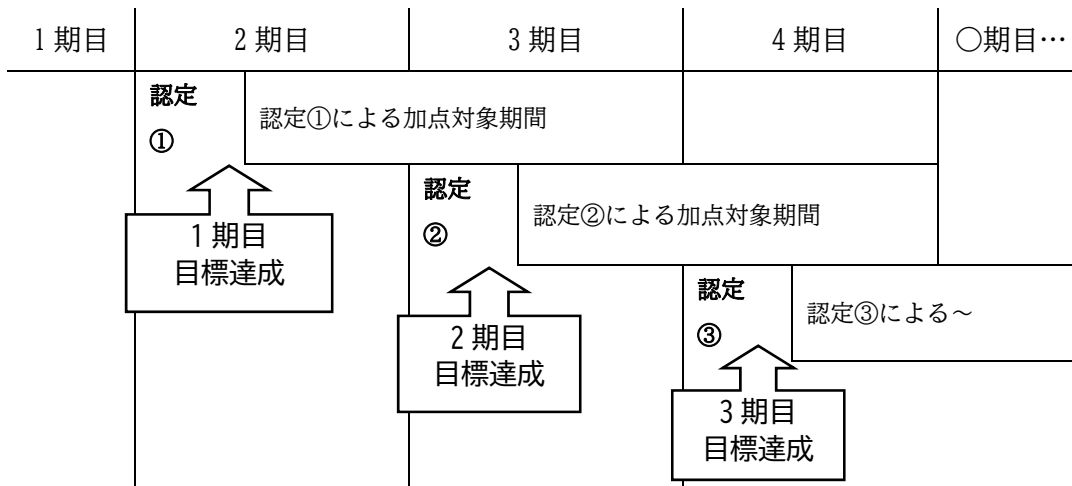 1期目
2期目
3期目
4期目
○期目…
認定
①
認定①による加点対象期間
1期目
目標達成
認定
②
認定②による加点対象期間
2期目
目標達成
認定
③
認定③による～
3期目
目標達成